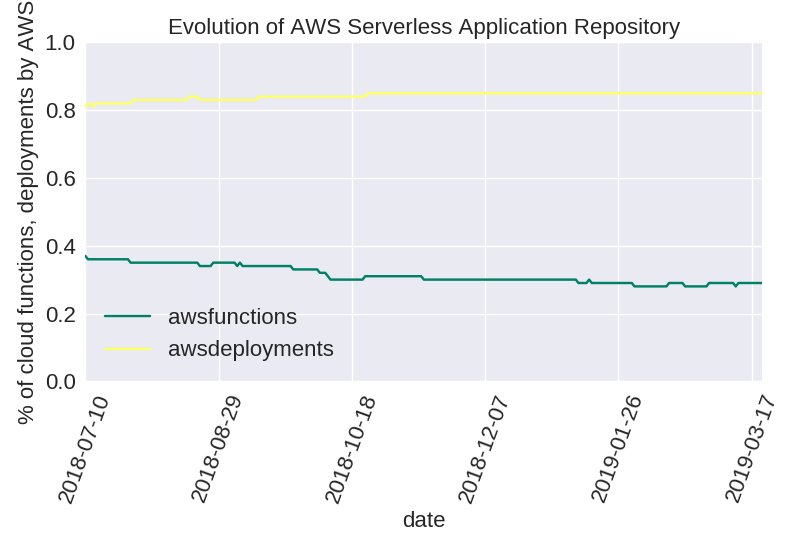 Evolution of AWS Serverless Application Repository
% of cloud functions, deployments by AWS
1.0
0.8
0.6
0.4
0.2
0.0
awsfunctions
awsdeployments
2018-07-10
2018-08-29
2018-10-18
2018-12-07
2019-01-26
2019-03-17
date